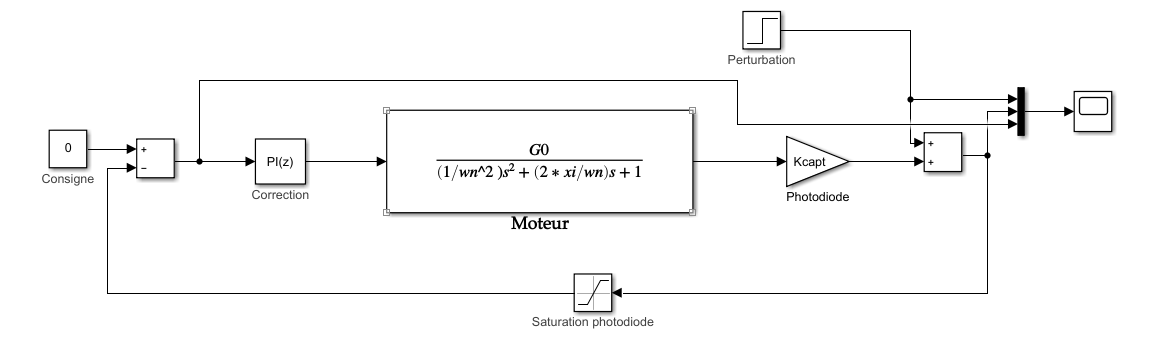 Perturbation
0
+
−
Consigne
PI(z)
Correction
G0
(1/wn^2 )s² + (2 * xi/wn)s + 1
Moteur
Kcapt
Photodiode
+
+
Saturation photodiode